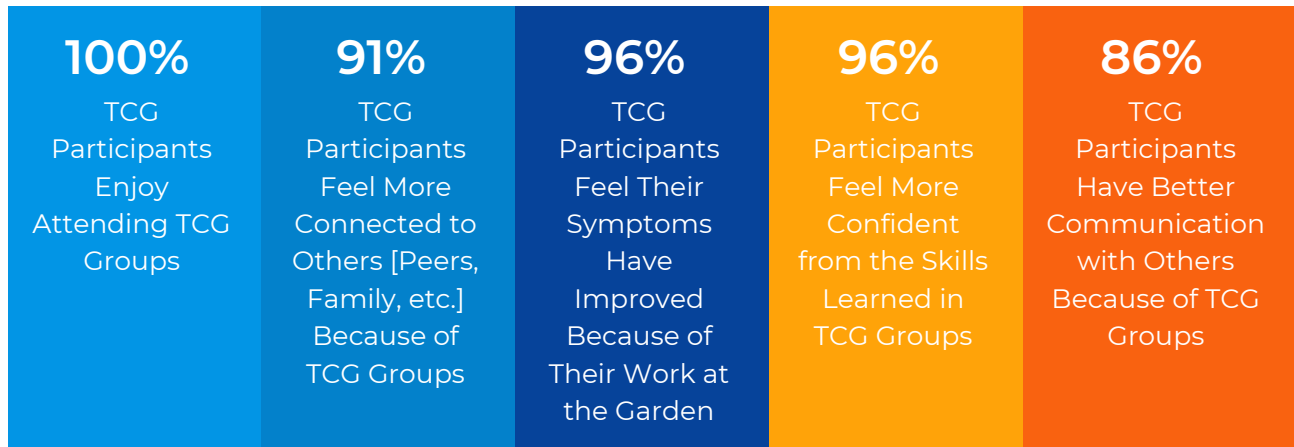 100%
TCG
Participants
Enjoy
Attending TCG
Groups
91%
TCG
Participants
Feel More
Connected to
Others [Peers,
Family, etc.]
Because of
TCG Groups
96%
TCG
Participants
Feel Their
Symptoms
Have
Improved
Because of
Their Work at
the Garden
96%
TCG
Participants
Feel More
Confident
from the Skills
Learned in
TCG Groups
86%
TCG
Participants
Have Better
Communication
with Others
Because of TCG
Groups